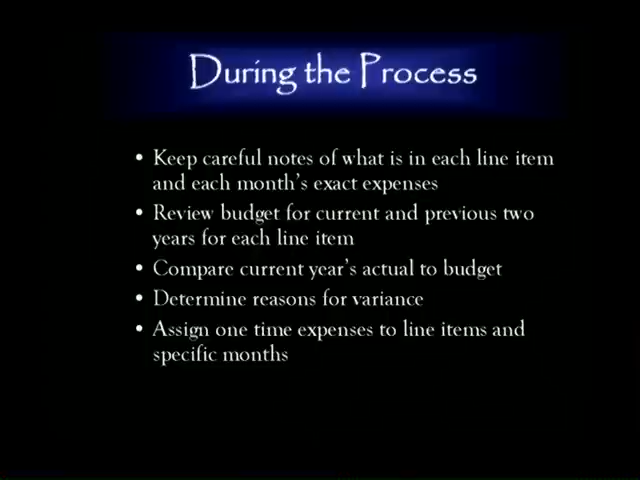 During the Process
• Keep careful notes of what is in each line item
and each month's exact expenses
• Review budget for current and previous two
years for each line item
• Compare current year's actual to budget
• Determine reasons for variance
• Assign one time expenses to line items and
specific months